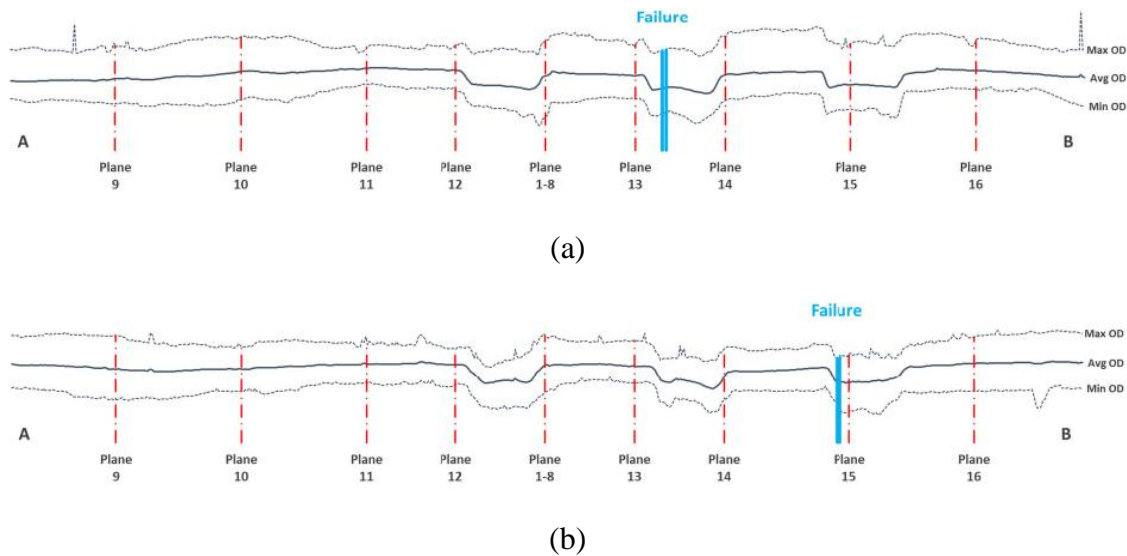 Failure
Max OD
Avg OD
Min OD
A
B
Plane 9
Plane 10
Plane 11
Plane 12
Plane 1-8
Plane 13
Plane 14
Plane 15
Plane 16
(a)
Failure
Max OD
Avg OD
Min OD
A
B
Plane 9
Plane 10
Plane 11
Plane 12
Plane 1-8
Plane 13
Plane 14
Plane 15
Plane 16
(b)